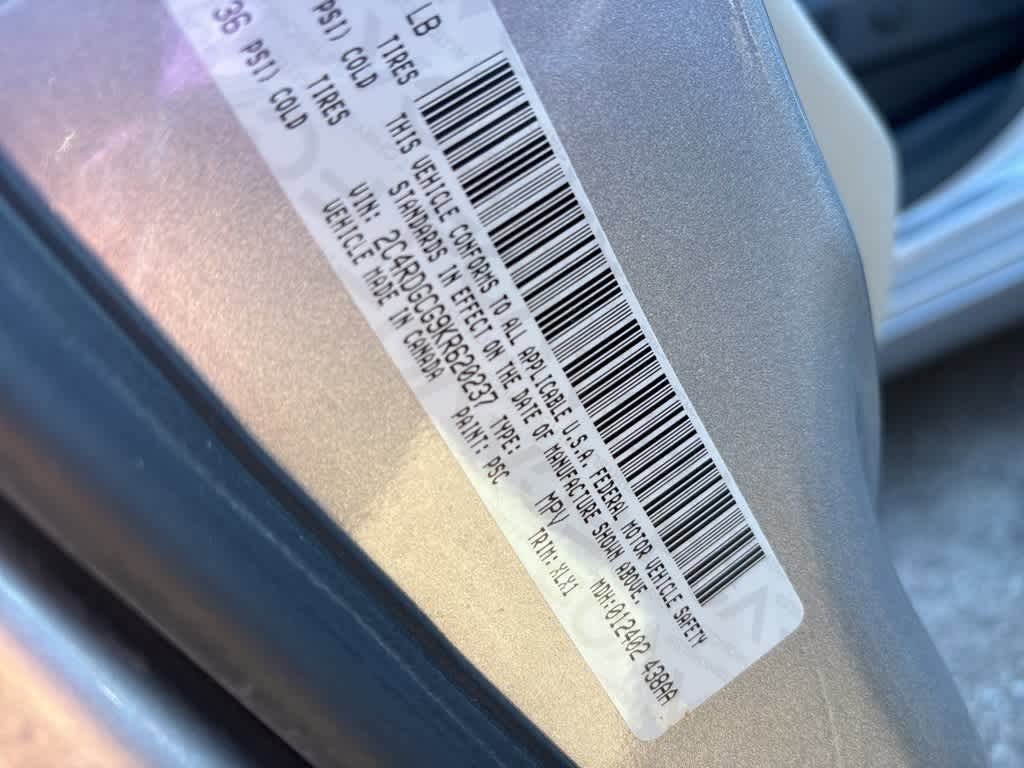 LB
TIRES
PSI) COLD
TIRES
36 PSI) COLD
THIS VEHICLE CONFORMS TO ALL APPLICABLE U.S.A. FEDERAL MOTOR VEHICLE SAFETY
STANDARDS IN EFFECT ON THE DATE OF MANUFACTURE SHOWN ABOVE.
VIN: 2C4RDGCG9KR620237 TYPE: MPV MDH:012402 438AA
VEHICLE MADE IN CANADA PAINT: PSC TRIM: XLX1